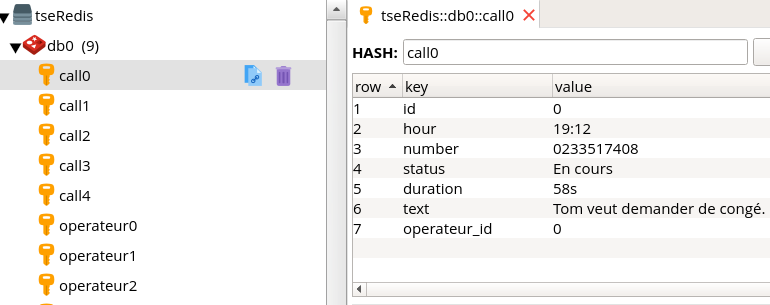 tseRedis
db0 (9)
call0
call1
call2
call3
call4
operateur0
operateur1
operateur2
tseRedis::db0::call0
HASH: call0
row key value
1 id 0
2 hour 19:12
3 number 0233517408
4 status En cours
5 duration 58s
6 text Tom veut demander de congé.
7 operateur_id 0